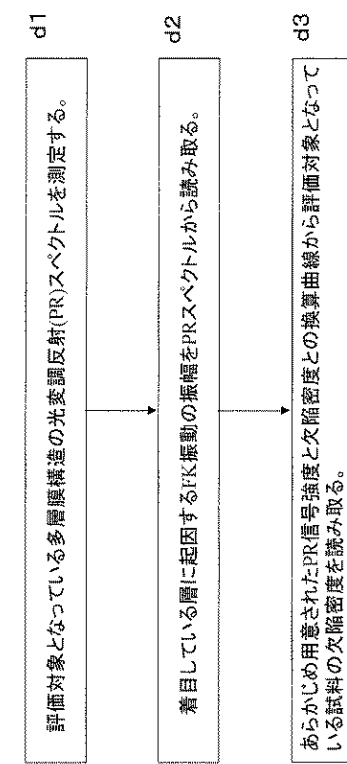 評価対象となっている多層膜構造の光変調反射(PR)スペクトルを測定する。
d1
着目している層に起因するFK振動の振幅をPRスペクトルから読み取る。
d2
あらかじめ用意されたPR信号強度と欠陥密度との換算曲線から評価対象となって
いる試料の欠陥密度を読み取る。
d3